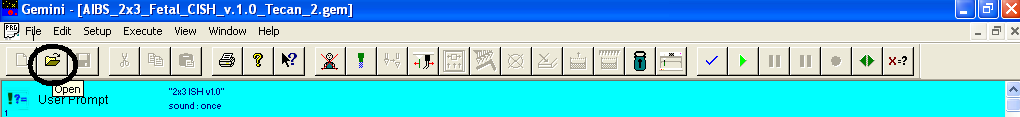 Gemini - [AIBS_2x3_Fetal_CISH_v.1.0_Tecan_2.gem]
PRG File Edit Setup Execute View Window Help
X=?
Open
!?= User Prompt "2x3 ISH v1.0"
sound : once
1